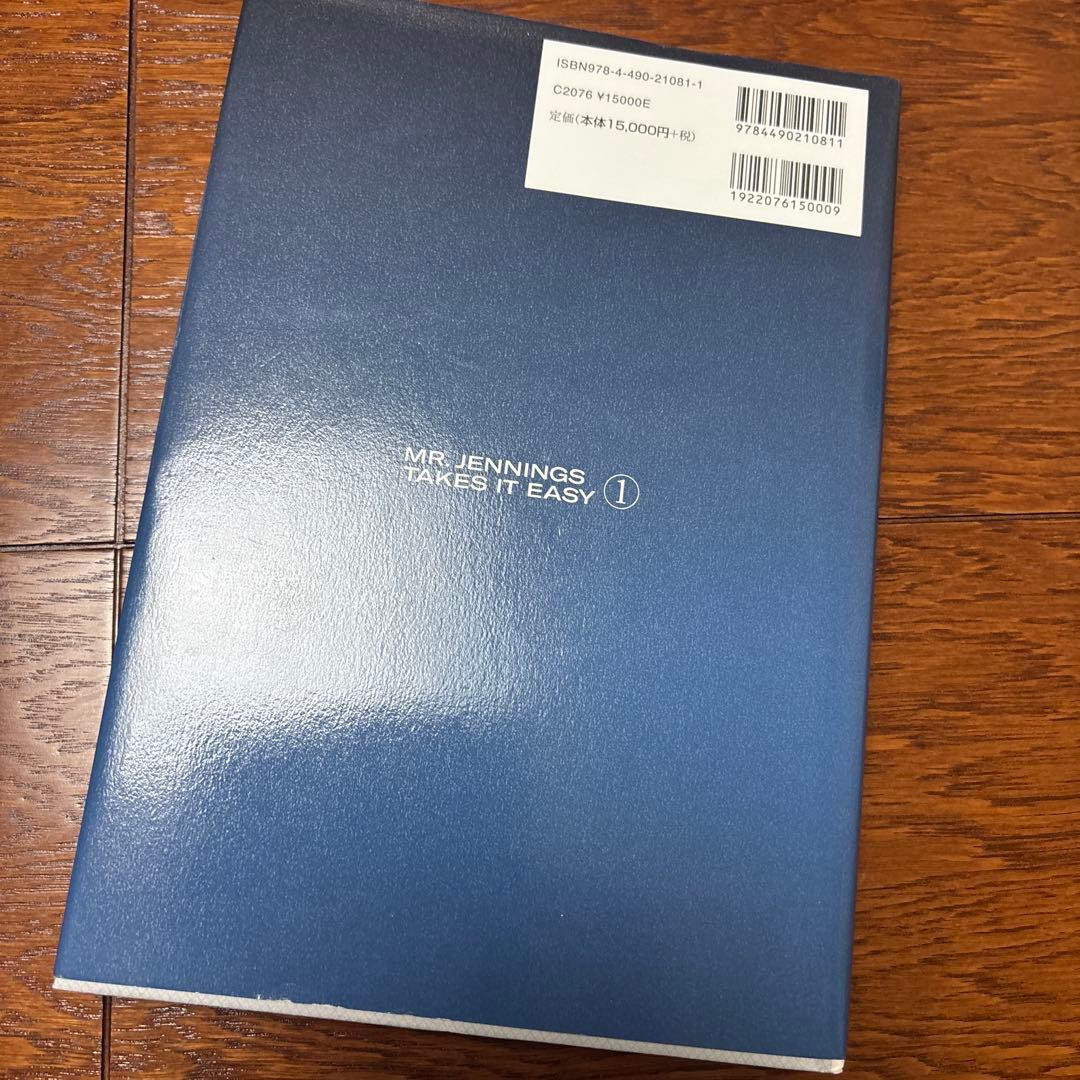 ISBN978-4-490-21081-1
C2076 ¥15000E
定価(本体15,000円+税)
9784490210811
1922076150009
MR. JENNINGS
TAKES IT EASY ①